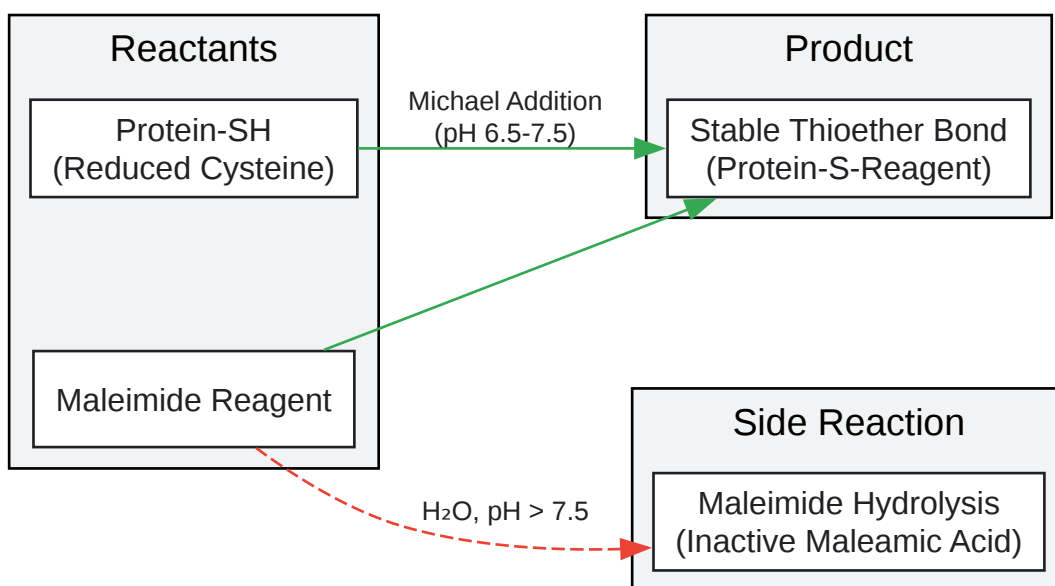 Reactants
Protein-SH
(Reduced Cysteine)
Maleimide Reagent
Michael Addition
(pH 6.5-7.5)
Product
Stable Thioether Bond
(Protein-S-Reagent)
H₂O, pH > 7.5
Side Reaction
Maleimide Hydrolysis
(Inactive Maleamic Acid)